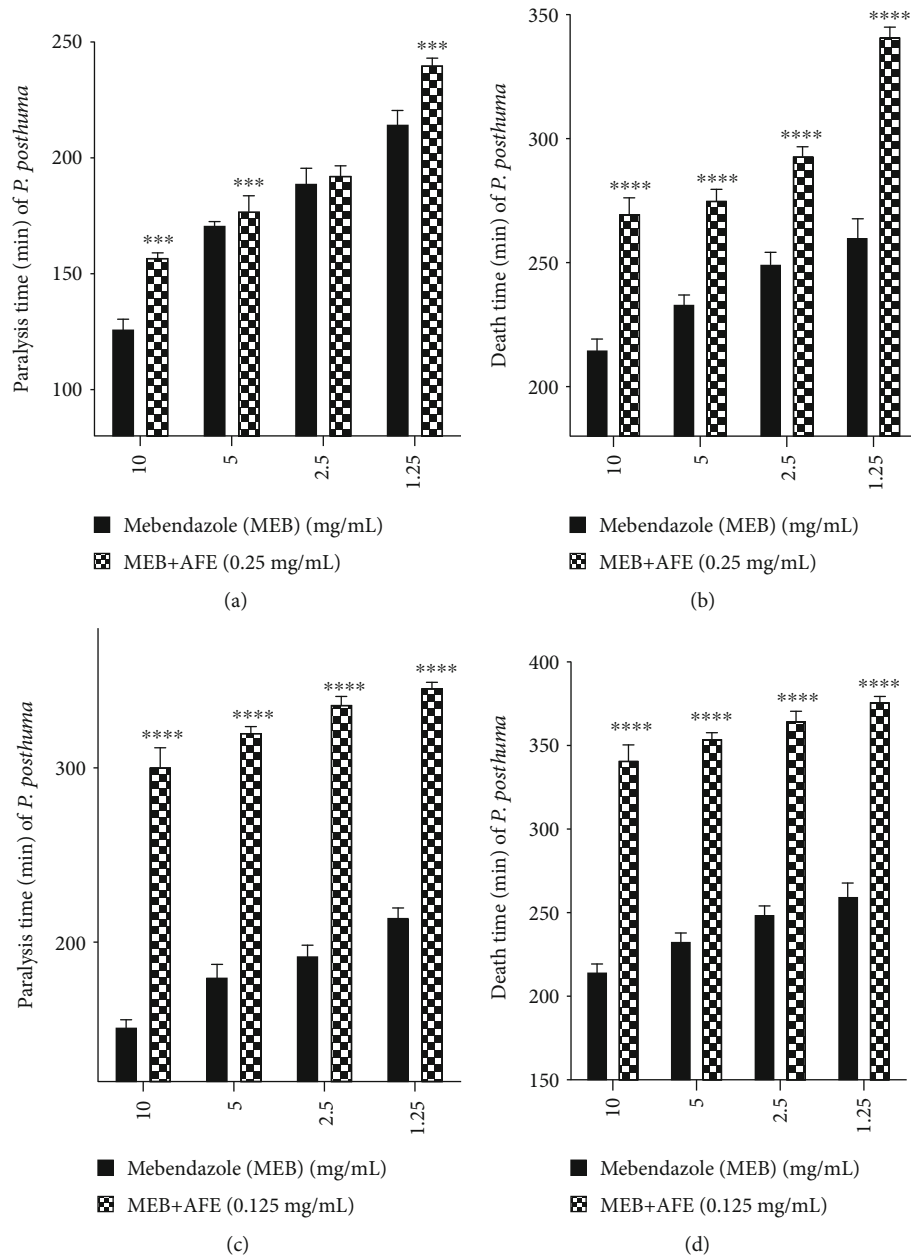 Paralysis time (min) of P. posthuma
250
200
150
100
***
***
***
10
5
2.5
1.25
Mebendazole (MEB) (mg/mL)
MEB+AFE (0.25 mg/mL)
(a)
Death time (min) of P. posthuma
350
300
250
200
****
****
****
****
10
5
2.5
1.25
Mebendazole (MEB) (mg/mL)
MEB+AFE (0.25 mg/mL)
(b)
Paralysis time (min) of P. posthuma
300
200
****
****
****
****
10
5
2.5
1.25
Mebendazole (MEB) (mg/mL)
MEB+AFE (0.125 mg/mL)
(c)
Death time (min) of P. posthuma
400
350
300
250
200
150
****
****
****
****
10
5
2.5
1.25
Mebendazole (MEB) (mg/mL)
MEB+AFE (0.125 mg/mL)
(d)